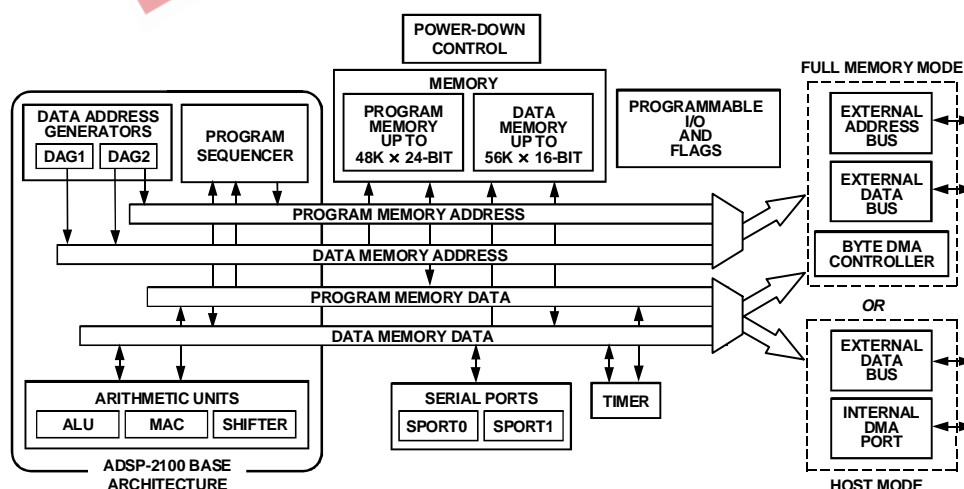 POWER-DOWN
CONTROL
MEMORY
PROGRAM
MEMORY
UP TO
48K × 24-BIT
DATA
MEMORY
UP TO
56K × 16-BIT
PROGRAMMABLE
I/O
AND
FLAGS
FULL MEMORY MODE
EXTERNAL
ADDRESS
BUS
EXTERNAL
DATA
BUS
BYTE DMA
CONTROLLER
OR
EXTERNAL
DATA
BUS
INTERNAL
DMA
PORT
HOST MODE
DATA ADDRESS
GENERATORS
DAG1
DAG2
PROGRAM
SEQUENCER
PROGRAM MEMORY ADDRESS
DATA MEMORY ADDRESS
PROGRAM MEMORY DATA
DATA MEMORY DATA
ARITHMETIC UNITS
ALU
MAC
SHIFTER
SERIAL PORTS
SPORT0
SPORT1
TIMER
ADSP-2100 BASE
ARCHITECTURE